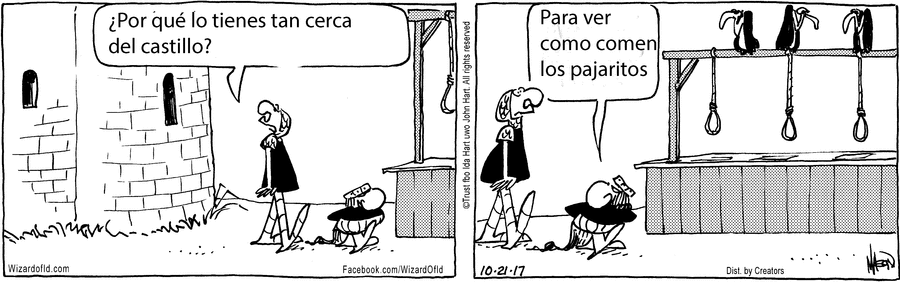 ¿Por qué lo tienes tan cerca
del castillo?
WizardofId.com
Facebook.com/WizardOfId
©Trust fbo Ida Hart uwo John Hart. All rights reserved
Para ver
como comen
los pajaritos
10-21-17
Dist. by Creators